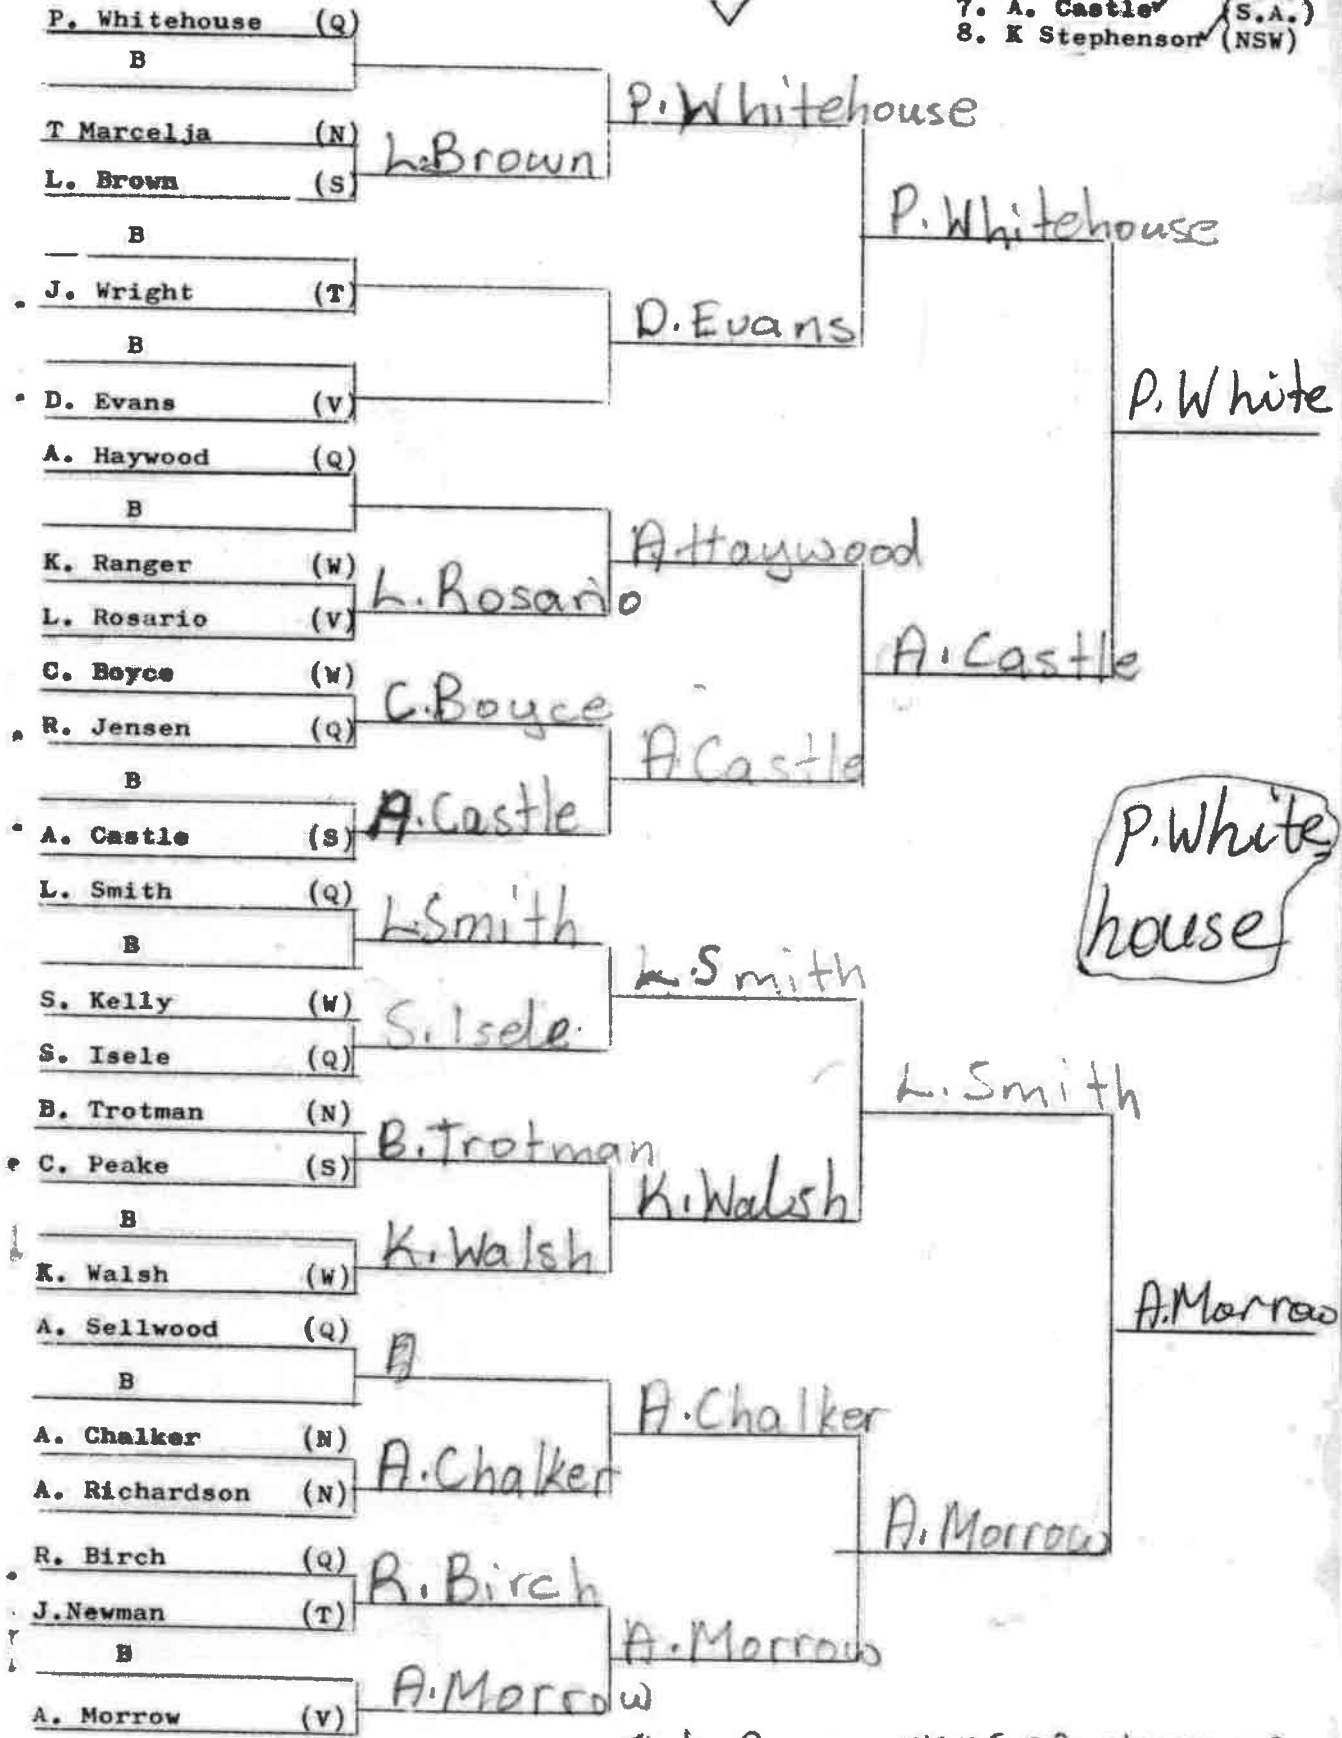 7. A. Castle (S.A.)
8. K Stephenson (NSW)
P. Whitehouse (Q)
B
T Marcelja (N)
L. Brown (S)
B
J. Wright (T)
B
D. Evans (V)
A. Haywood (Q)
B
K. Ranger (W)
L. Rosario (V)
C. Boyce (W)
R. Jensen (Q)
B
A. Castle (S)
L. Smith (Q)
B
S. Kelly (W)
S. Isele (Q)
B. Trotman (N)
C. Peake (S)
B
K. Walsh (W)
A. Sellwood (Q)
B
A. Chalker (N)
A. Richardson (N)
R. Birch (Q)
J.Newman (T)
B
A. Morrow (V)
L.Brown
L. Rosario
C.Boyce
A.Castle
L.Smith
S. Isele
B.Trotman
K. Walsh
A.Chalker
R. Birch
A.Morrow
P. Whitehouse
D. Evans
A.Haywood
A.Castle
L.Smith
K.Walsh
A.Chalker
A.Morrow
P. Whitehouse
A. Castle
L. Smith
A. Morrow
P. White
A.Morrow
P.White
house